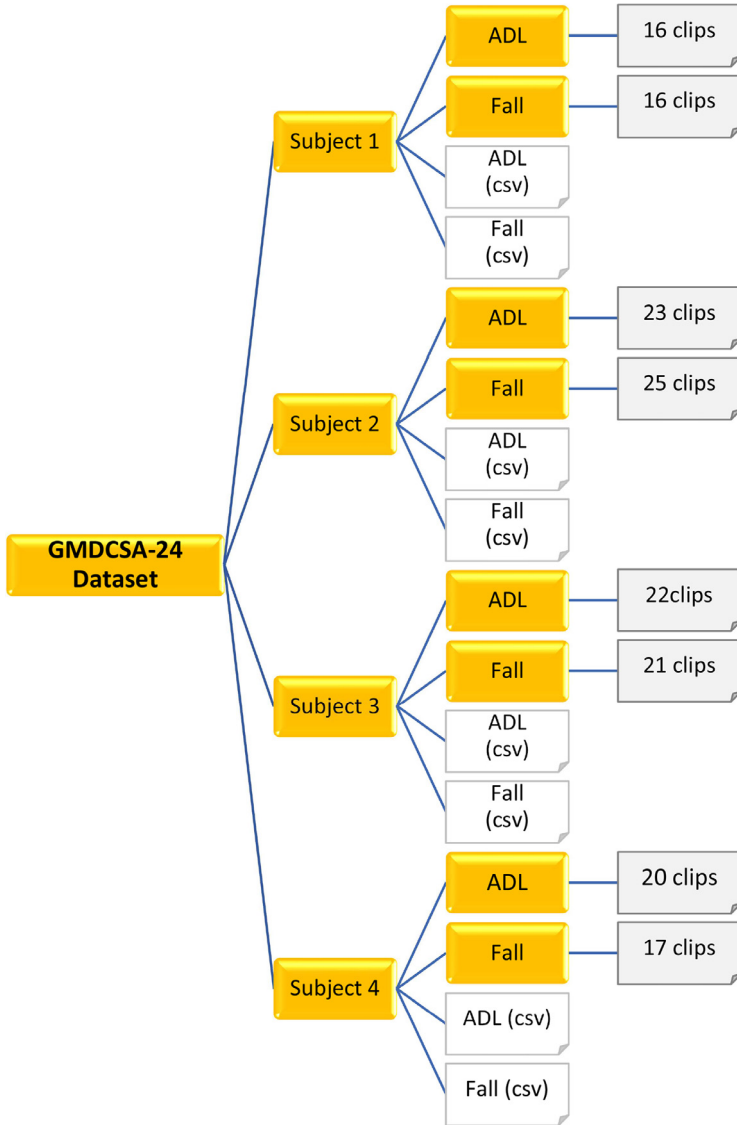 ADL
16 clips
Fall
16 clips
Subject 1
ADL
(csv)
Fall
(csv)
ADL
23 clips
Fall
25 clips
Subject 2
ADL
(csv)
Fall
(csv)
GMDCSA-24
Dataset
ADL
22clips
Fall
21 clips
Subject 3
ADL
(csv)
Fall
(csv)
ADL
20 clips
Fall
17 clips
Subject 4
ADL (csv)
Fall (csv)